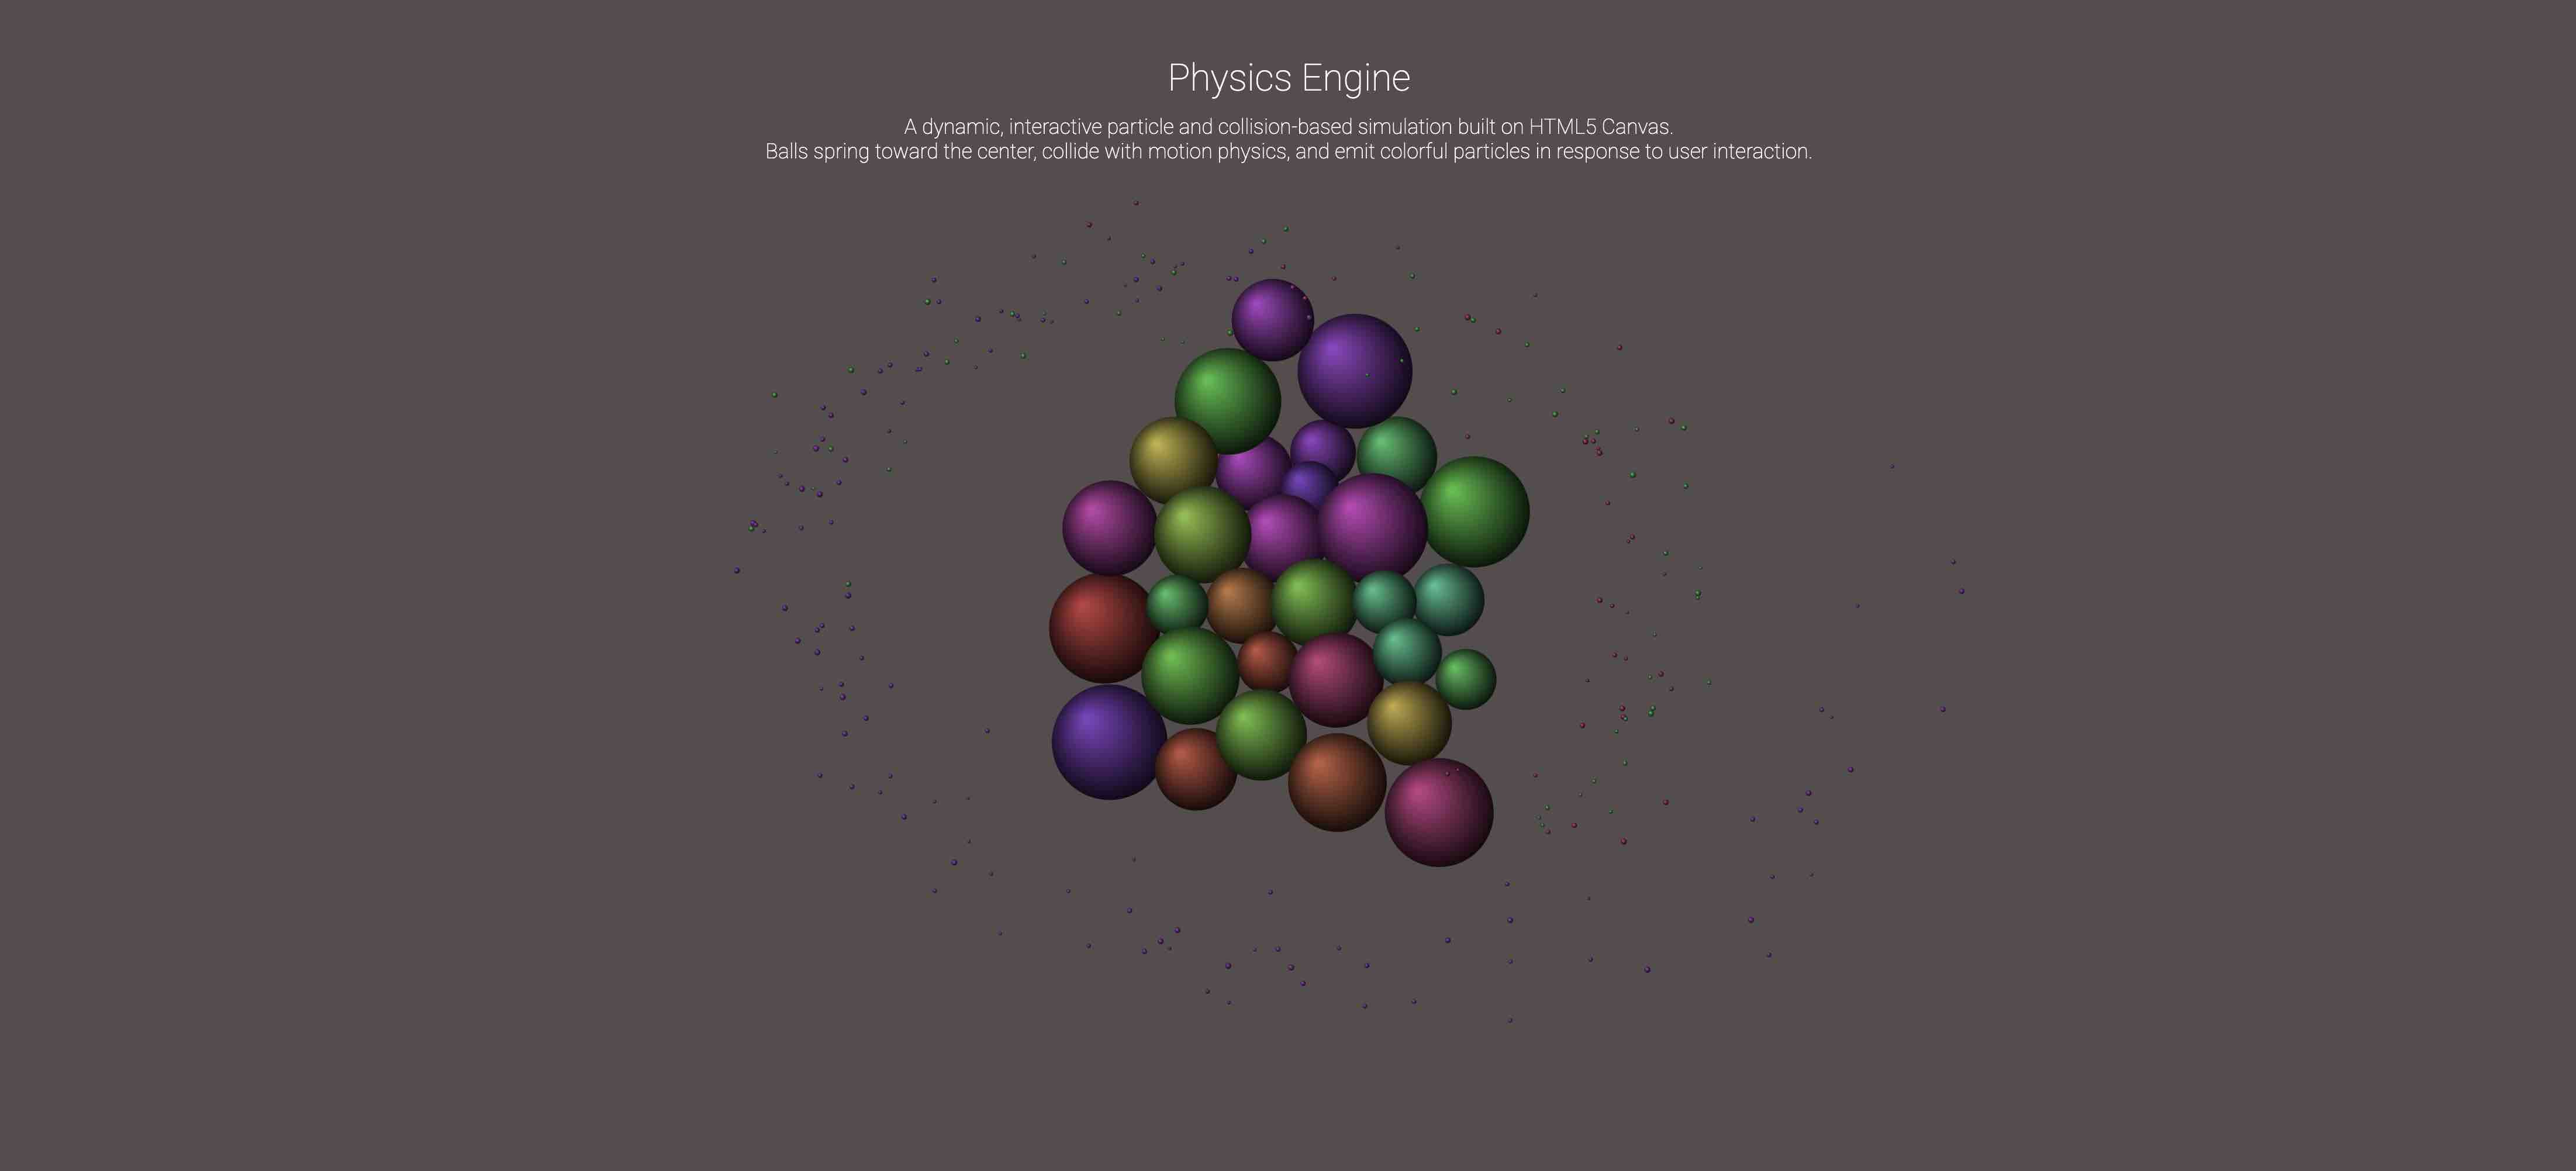 Physics Engine
A dynamic, interactive particle and collision-based simulation built on HTML5 Canvas.
Balls spring toward the center, collide with motion physics, and emit colorful particles in response to user interaction.